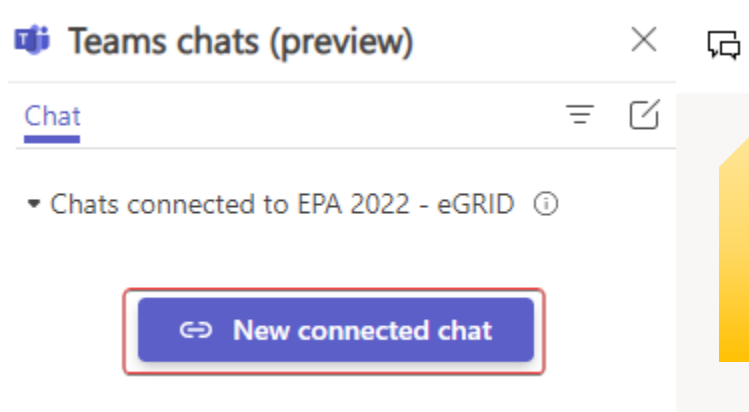 Teams chats (preview)
Chat
Chats connected to EPA 2022 - eGRID
New connected chat